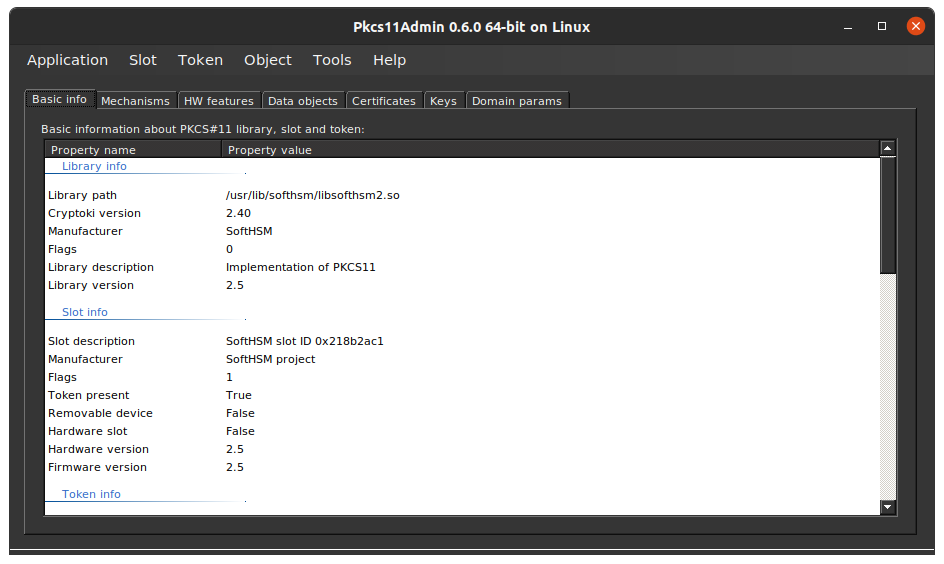 Pkcs11Admin 0.6.0 64-bit on Linux
Application Slot Token Object Tools Help
Basic info Mechanisms HW features Data objects Certificates Keys Domain params
Basic information about PKCS#11 library, slot and token:
Property name Property value
Library info
Library path /usr/lib/softhsm/libsofthsm2.so
Cryptoki version 2.40
Manufacturer SoftHSM
Flags 0
Library description Implementation of PKCS11
Library version 2.5
Slot info
Slot description SoftHSM slot ID 0x218b2ac1
Manufacturer SoftHSM project
Flags 1
Token present True
Removable device False
Hardware slot False
Hardware version 2.5
Firmware version 2.5
Token info